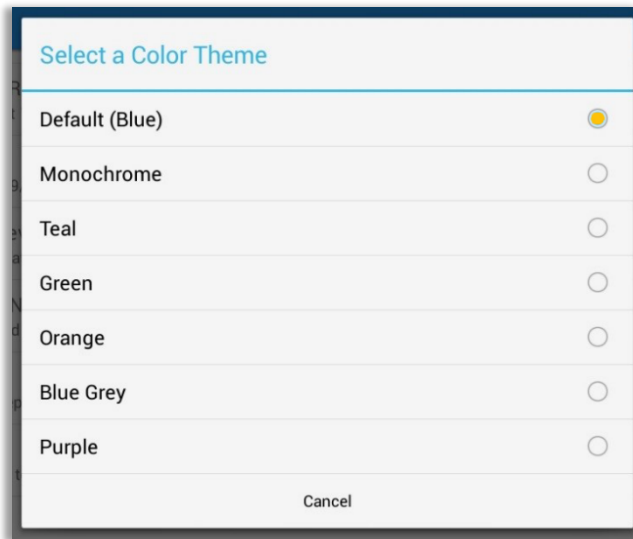 Select a Color Theme
Default (Blue)
Monochrome
Teal
Green
Orange
Blue Grey
Purple
Cancel